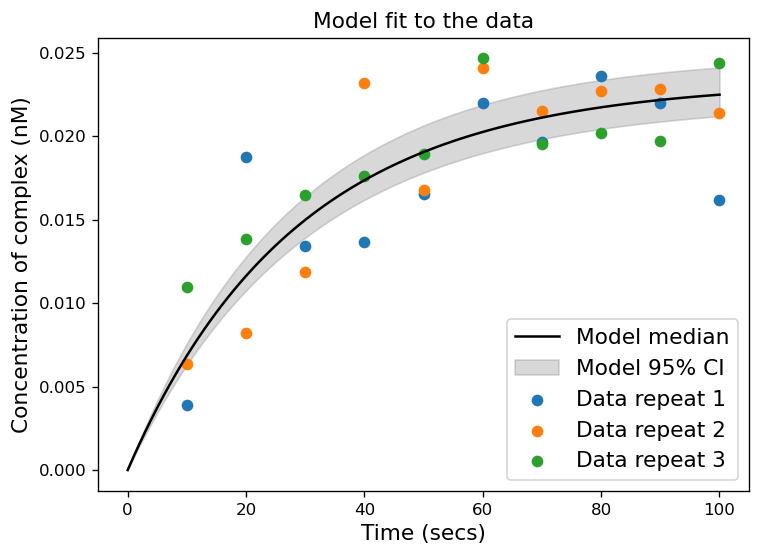 Model fit to the data
Concentration of complex (nM)
0.025
0.020
0.015
0.010
0.005
0.000
Model median
Model 95% CI
Data repeat 1
Data repeat 2
Data repeat 3
0 20 40 60 80 100
Time (secs)